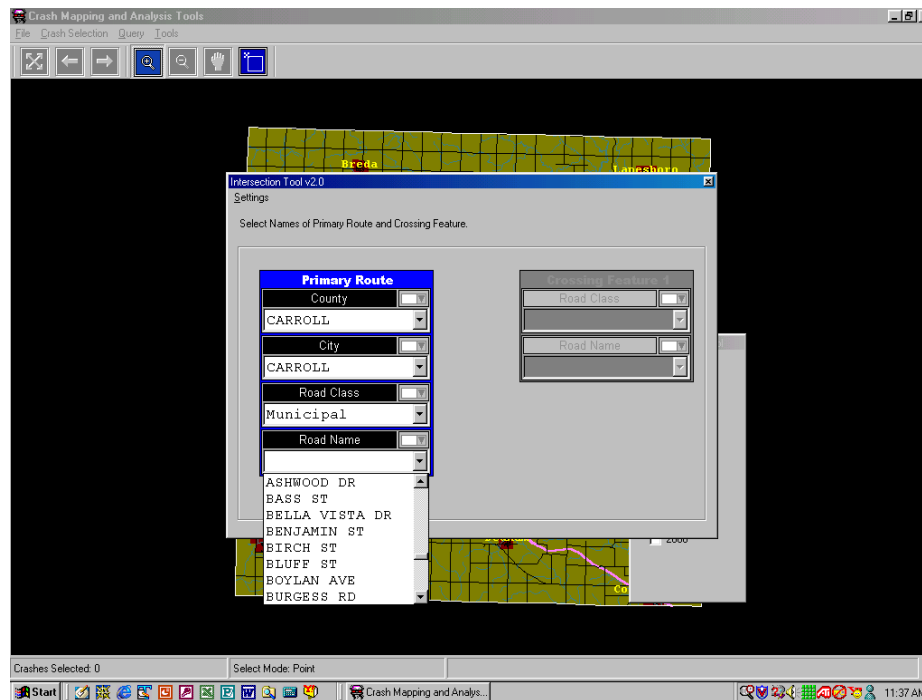 Crash Mapping and Analysis Tools
File Crash Selection Query Tools
Breda
Lanesboro
Intersection Tool v2.0
Settings
Select Names of Primary Route and Crossing Feature.
Primary Route
County
CARROLL
City
CARROLL
Road Class
Municipal
Road Name
ASHWOOD DR
BASS ST
BELLA VISTA DR
BENJAMIN ST
BIRCH ST
BLUFF ST
BOYLAN AVE
BURGESS RD
Crossing Feature 1
Road Class
Road Name
2000
Co
Crashes Selected: 0
Select Mode: Point
Start
Crash Mapping and Analys...
11:37 AM